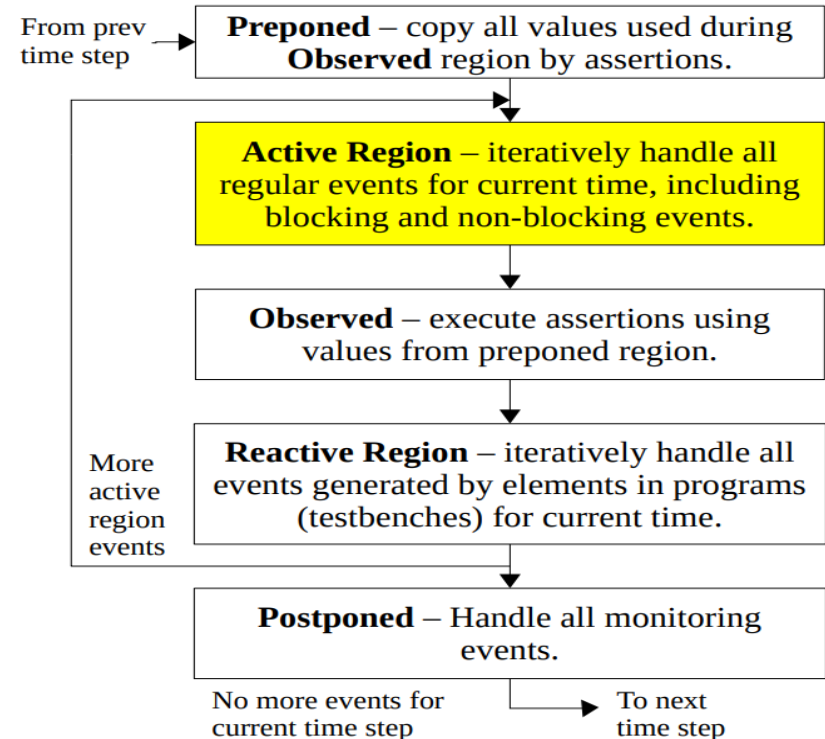 From prev
time step
Preponed – copy all values used during
Observed region by assertions.
Active Region – iteratively handle all
regular events for current time, including
blocking and non-blocking events.
Observed – execute assertions using
values from preponed region.
Reactive Region – iteratively handle all
events generated by elements in programs
(testbenches) for current time.
More
active
region
events
Postponed – Handle all monitoring
events.
No more events for
current time step
To next
time step